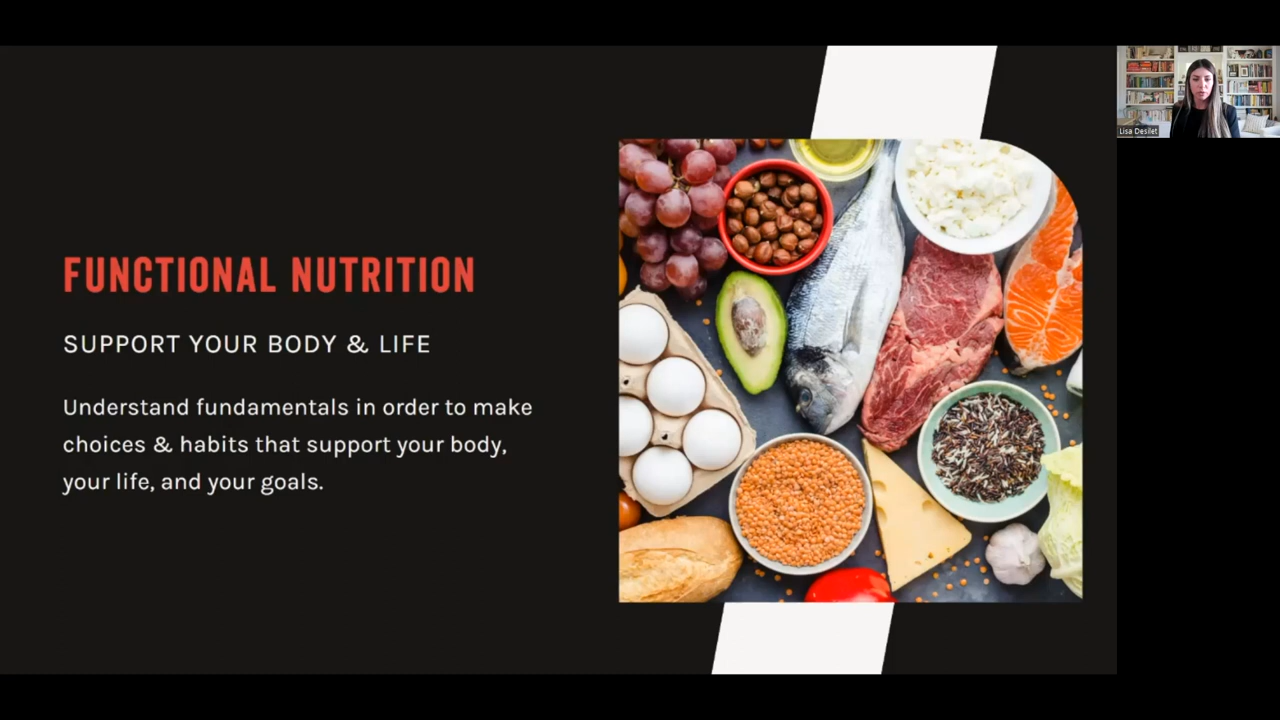 FUNCTIONAL NUTRITION
SUPPORT YOUR BODY & LIFE
Understand fundamentals in order to make
choices & habits that support your body,
your life, and your goals.
Lisa Desilet